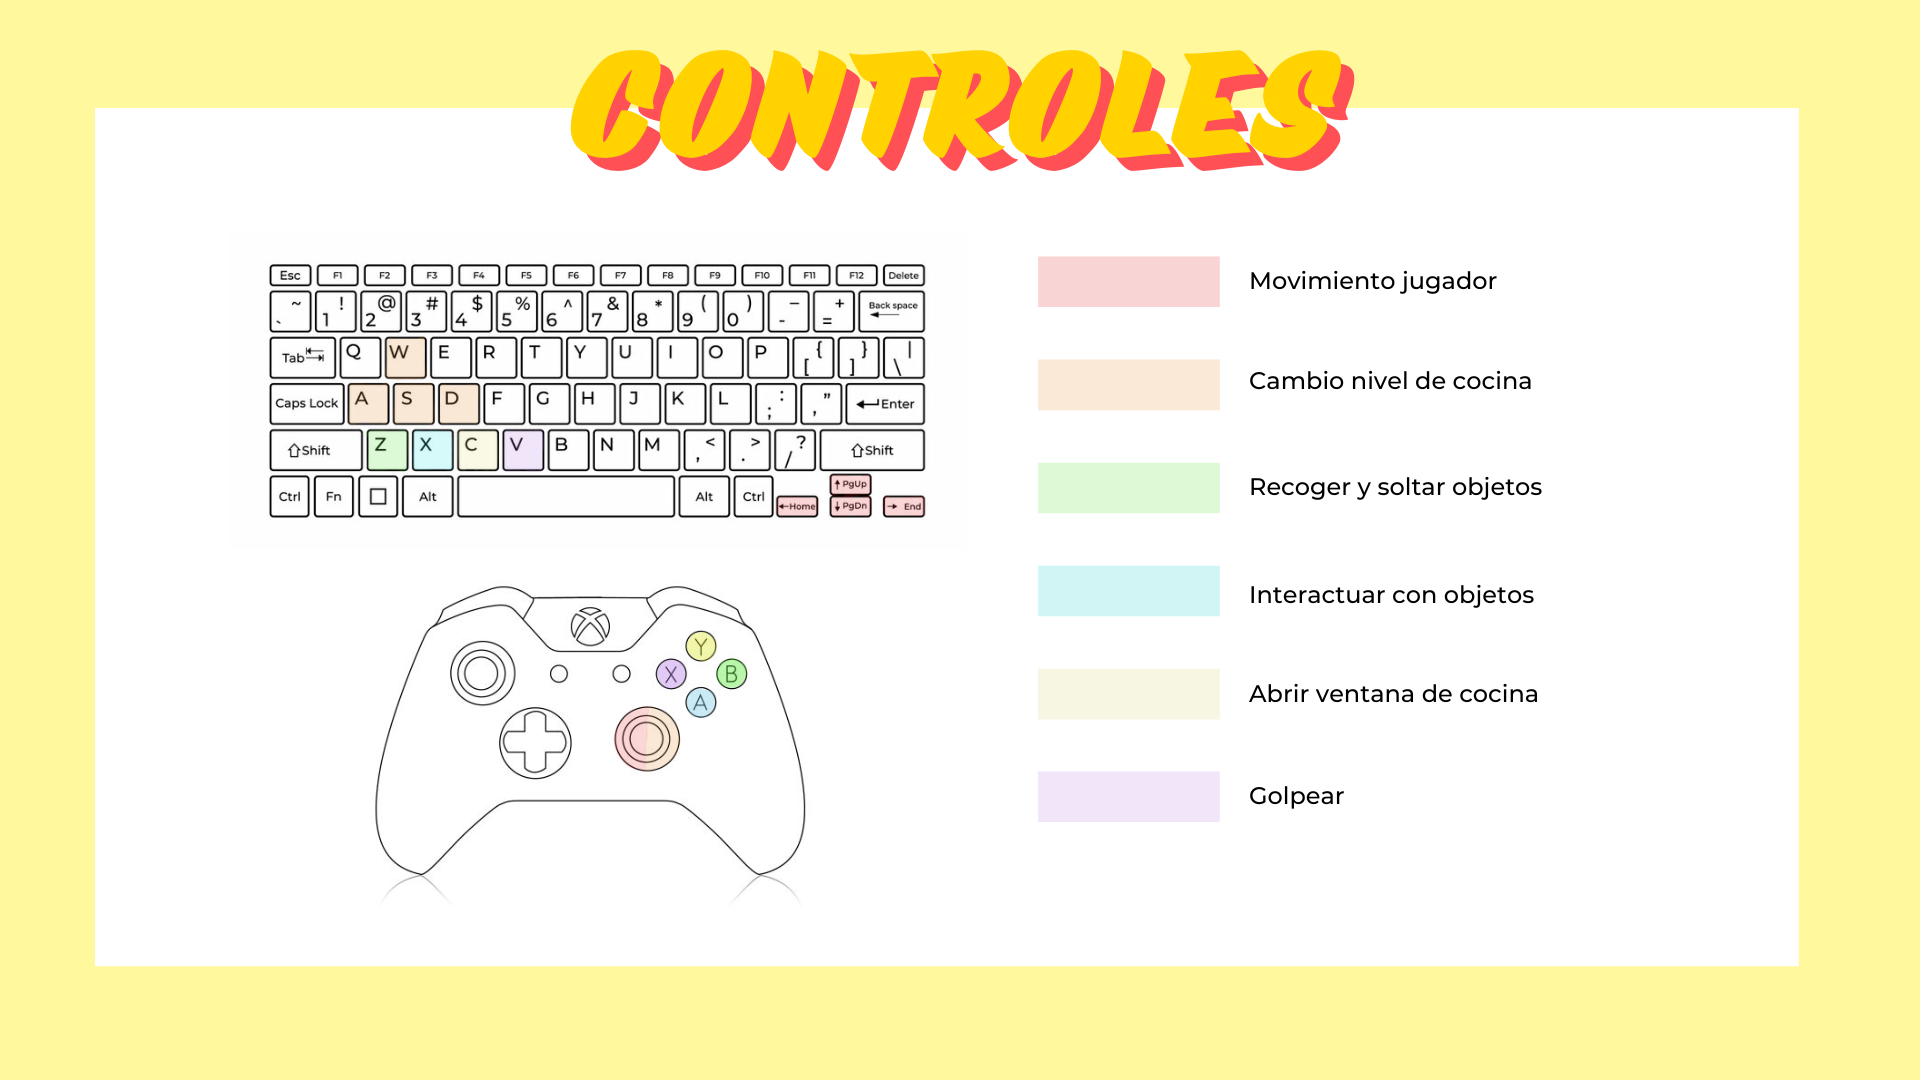 CONTROLES
Esc F1 F2 F3 F4 F5 F6 F7 F8 F9 F10 F11 F12 Delete
~ ! @ # $ % ^ & * ( ) – + Back space
` 1 2 3 4 5 6 7 8 9 0 - =
Tab Q W E R T Y U I O P { } |
[ ] \
Caps Lock A S D F G H J K L : ” Enter
; ,
Shift Z X C V B N M < > ? Shift
, . /
Ctrl Fn Alt Alt Ctrl ←Home ↑ PgUp ↓ PgDn → End
Y
X B
A
Movimiento jugador
Cambio nivel de cocina
Recoger y soltar objetos
Interactuar con objetos
Abrir ventana de cocina
Golpear